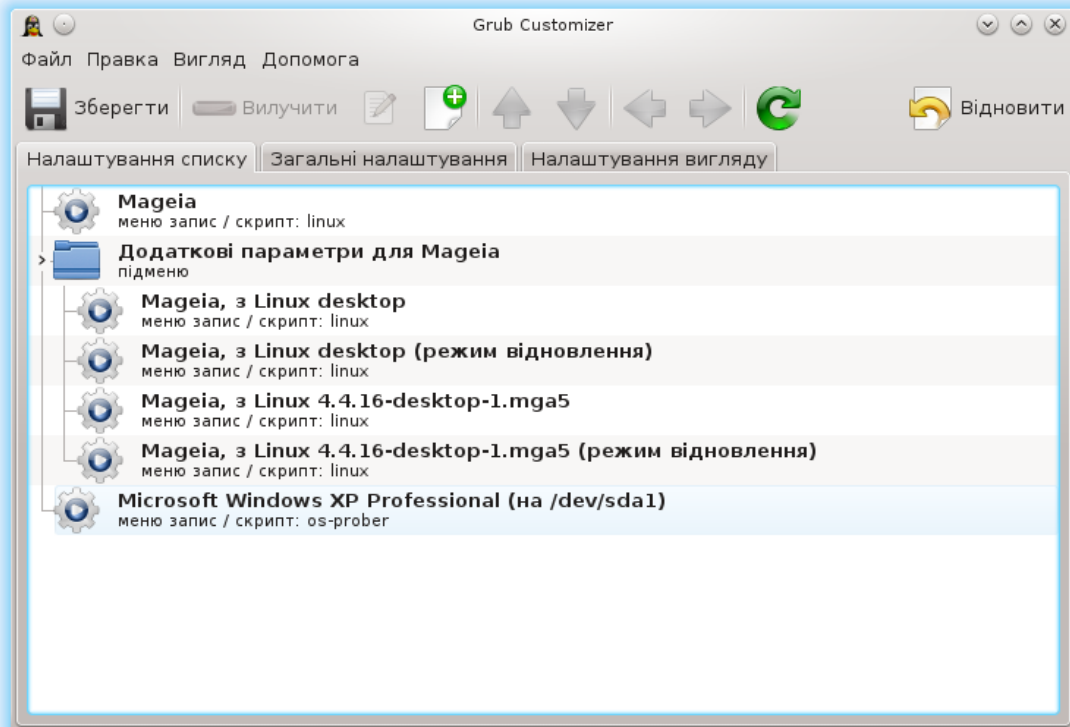 Grub Customizer
Файл Правка Вигляд Допомога
Зберегти Вилучити Відновити
Налаштування списку Загальні налаштування Налаштування вигляду
Mageia
меню запис / скрипт: linux
Додаткові параметри для Mageia
підменю
Mageia, з Linux desktop
меню запис / скрипт: linux
Mageia, з Linux desktop (режим відновлення)
меню запис / скрипт: linux
Mageia, з Linux 4.4.16-desktop-1.mga5
меню запис / скрипт: linux
Mageia, з Linux 4.4.16-desktop-1.mga5 (режим відновлення)
меню запис / скрипт: linux
Microsoft Windows XP Professional (на /dev/sda1)
меню запис / скрипт: os-prober